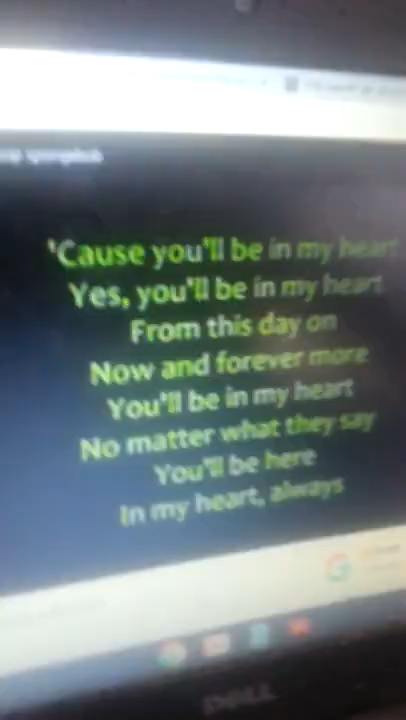 'Cause you'll be in my heart
Yes, you'll be in my heart
From this day on
Now and forever more
You'll be in my heart
No matter what they say
You'll be here
In my heart, always
DELL